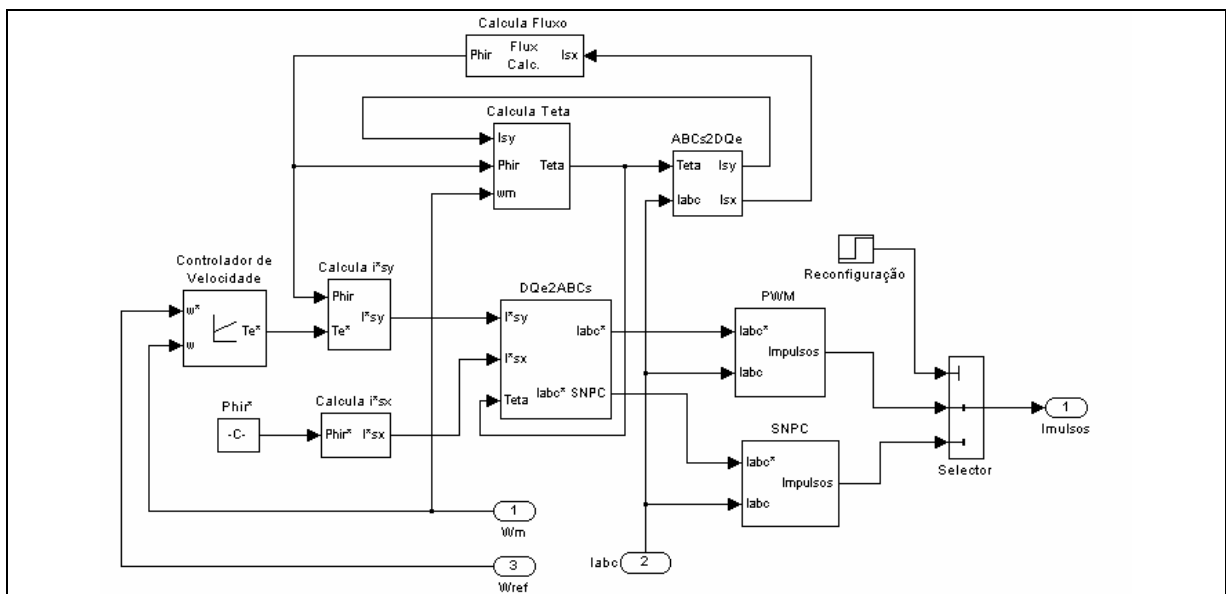 Calcula Fluxo
Phir
Flux
Calc.
Isx
Calcula Teta
Isy
Phir
wm
Teta
ABCs2DQe
Teta
Iabc
Isy
Isx
Reconfiguração
Controlador de
Velocidade
w*
w
Te*
Calcula i*sy
Phir
Te*
I*sy
DQe2ABCs
I*sy
I*sx
Teta
Iabc*
Iabc* SNPC
PWM
Iabc*
Iabc
Impulsos
Phir*
-C-
Calcula i*sx
Phir*
I*sx
SNPC
Iabc*
Iabc
Impulsos
Selector
1
Imulsos
1
Wm
3
Wref
Iabc
2